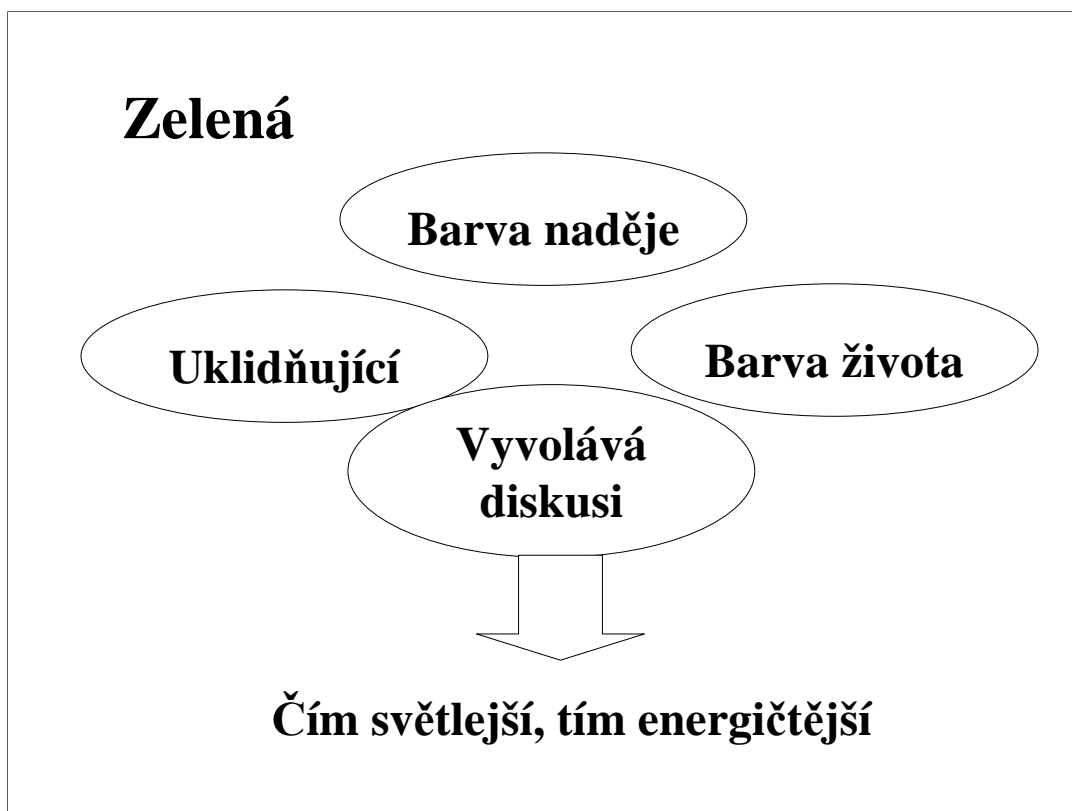 Zelená
Barva naděje
Uklidňující
Barva života
Vyvolává
diskusi
Čím světlejší, tím energičtější